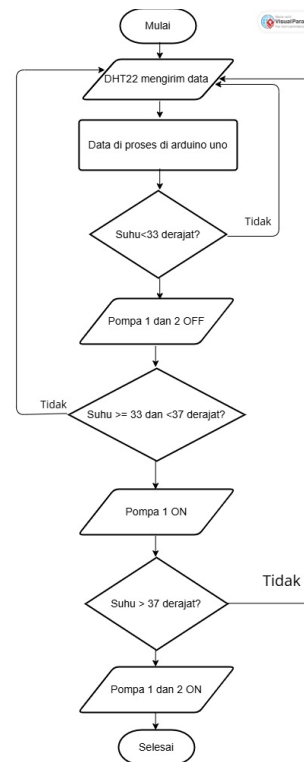 VisualPara
Mulai
DHT22 mengirim data
Data di proses di arduino uno
Suhu<33 derajat?
Tidak
Pompa 1 dan 2 OFF
Tidak
Suhu >= 33 dan <37 derajat?
Pompa 1 ON
Suhu > 37 derajat?
Tidak
Pompa 1 dan 2 ON
Selesai